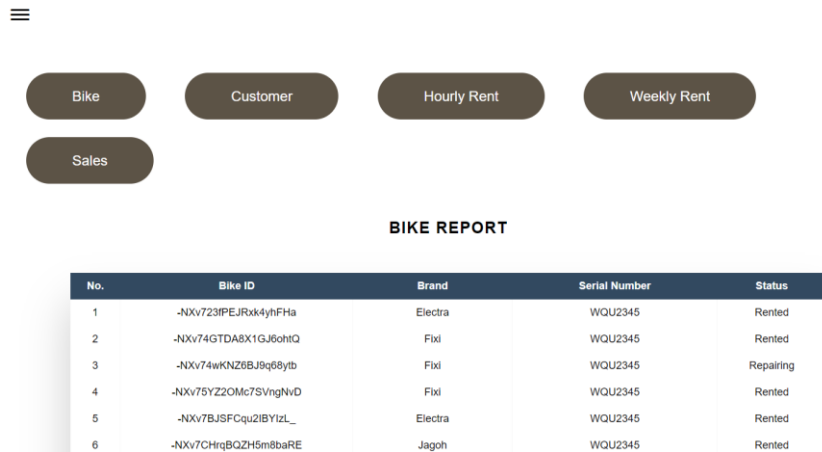 Bike Customer Hourly Rent Weekly Rent
Sales
BIKE REPORT
No. Bike ID Brand Serial Number Status
1 -NXv723fPEJRxk4yhFHa Electra WQU2345 Rented
2 -NXv74GTDA8X1GJ6ohtQ Fixi WQU2345 Rented
3 -NXv74wKNZ6BJ9q68ytb Fixi WQU2345 Repairing
4 -NXv75YZ2OMc7SVngNvD Fixi WQU2345 Rented
5 -NXv7BJSFCqu2IBYIzL_ Electra WQU2345 Rented
6 -NXv7CHrqBQZH5m8baRE Jagoh WQU2345 Rented